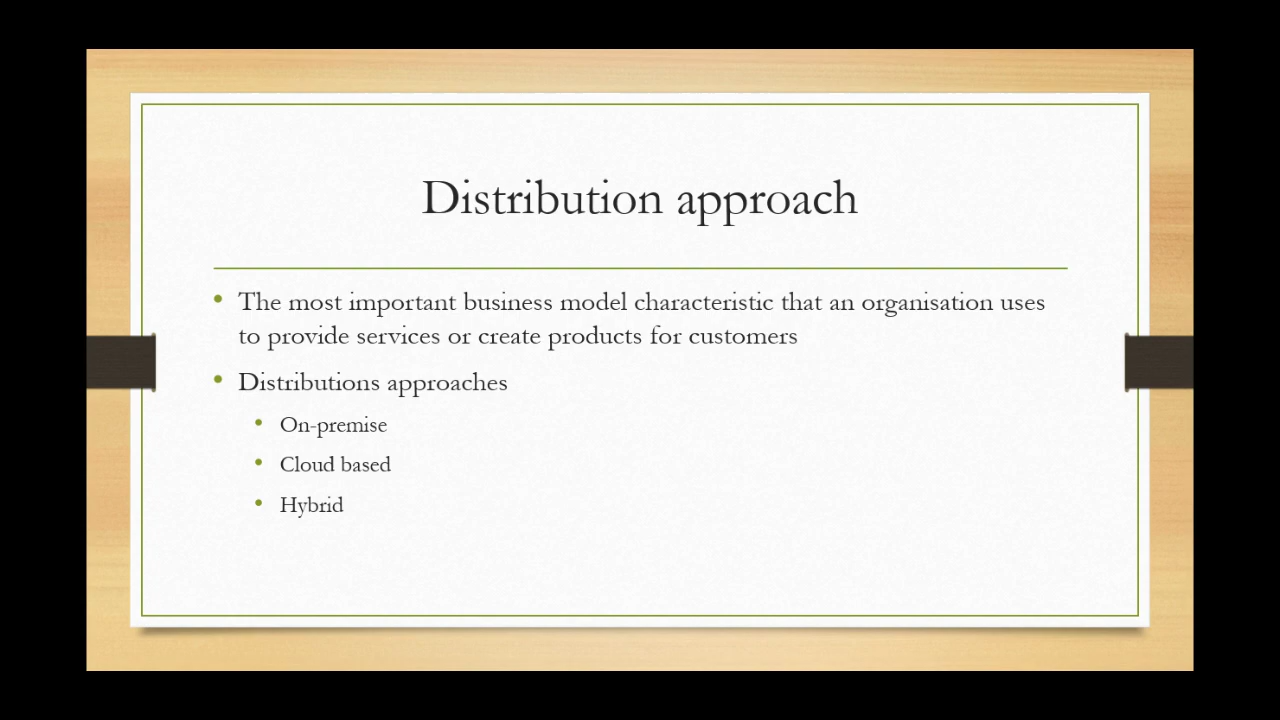 Distribution approach
The most important business model characteristic that an organisation uses
to provide services or create products for customers
Distributions approaches
On-premise
Cloud based
Hybrid